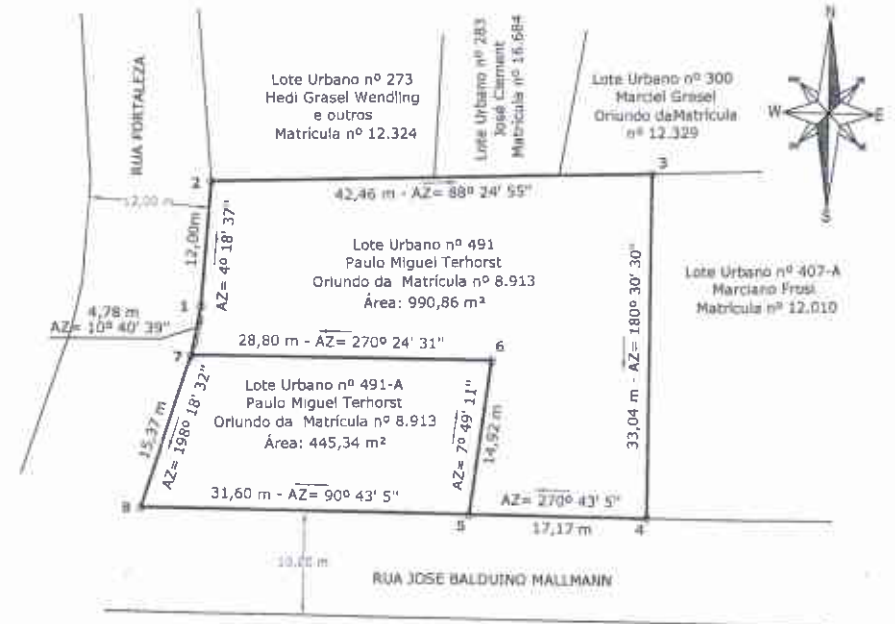 N
W
E
S
RUA FORTALEZA
Lote Urbano nº 273
Hedi Grasel Wendling
e outros
Matrícula nº 12.324
Lote Urbano nº 283
José Clement
Matrícula nº 16.684
Lote Urbano nº 300
Marciel Grasel
Oriundo daMatrícula
nº 12.329
2
3
12,00 m
42,46 m - AZ= 88º 24' 55"
12,00m
AZ= 4º 18' 37"
Lote Urbano nº 491
Paulo Miguel Terhorst
Oriundo da Matrícula nº 8.913
Área: 990,86 m²
33,04 m - AZ= 180º 30' 30"
Lote Urbano nº 407-A
Marciano Frosi
Matrícula nº 12.010
1
4,78 m
AZ= 10º 40' 39"
28,80 m - AZ= 270º 24' 31"
7
6
Lote Urbano nº 491-A
Paulo Miguel Terhorst
Oriundo da Matrícula nº 8.913
Área: 445,34 m²
15,37 m
AZ= 198º 18' 32"
AZ= 7º 49' 11"
14,92 m
31,60 m - AZ= 90º 43' 5"
AZ= 270º 43' 5"
8
5
17,17 m
4
10,00 m
RUA JOSE BALDUINO MALLMANN